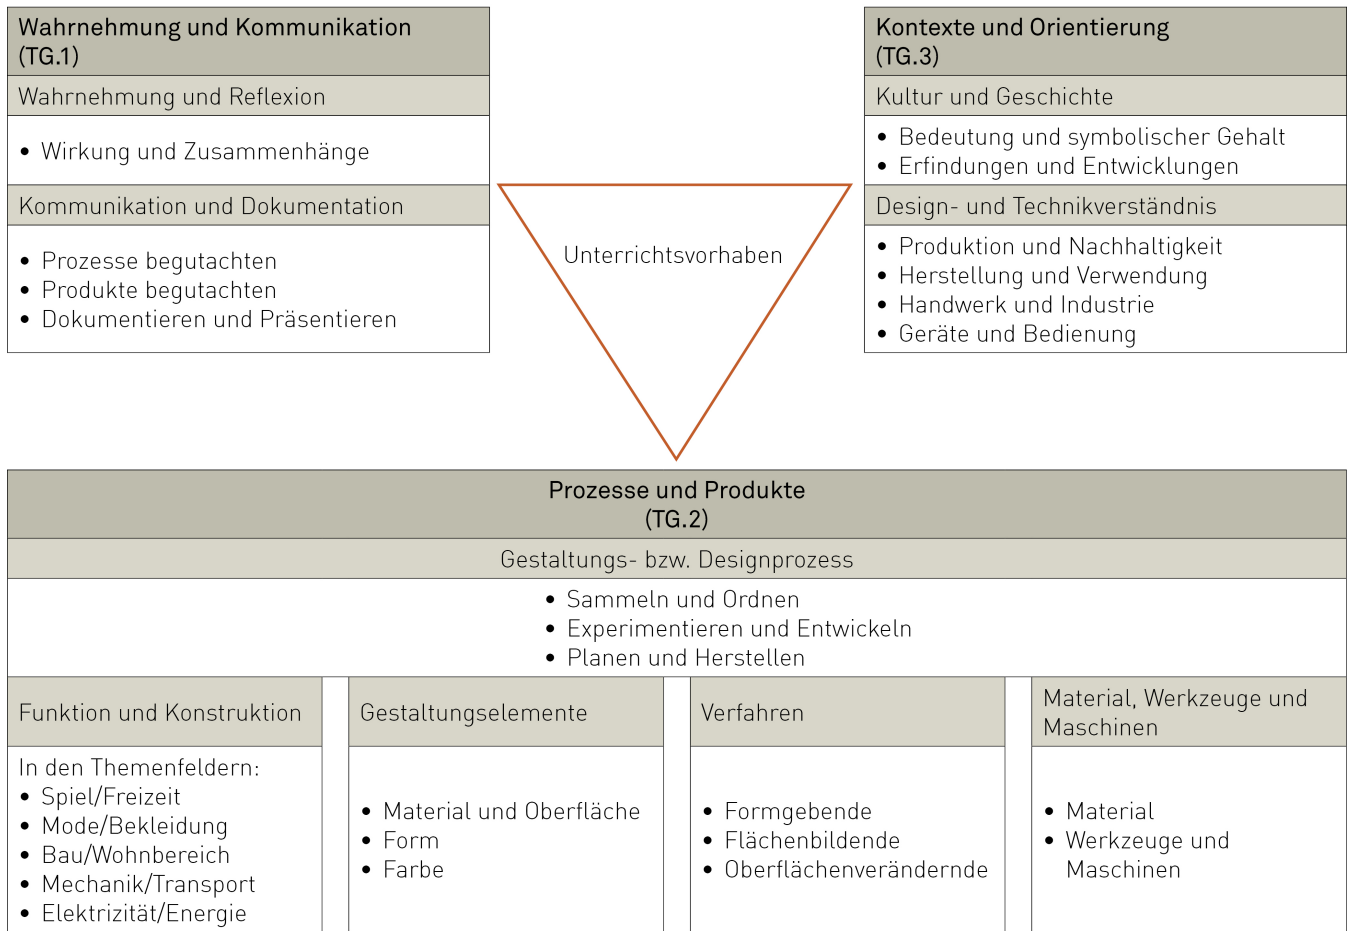 Wahrnehmung und Kommunikation
(TG.1)
Wahrnehmung und Reflexion
• Wirkung und Zusammenhänge
Kommunikation und Dokumentation
• Prozesse begutachten
• Produkte begutachten
• Dokumentieren und Präsentieren
Unterrichtsvorhaben
Kontexte und Orientierung
(TG.3)
Kultur und Geschichte
• Bedeutung und symbolischer Gehalt
• Erfindungen und Entwicklungen
Design- und Technikverständnis
• Produktion und Nachhaltigkeit
• Herstellung und Verwendung
• Handwerk und Industrie
• Geräte und Bedienung
Prozesse und Produkte
(TG.2)
Gestaltungs- bzw. Designprozess
• Sammeln und Ordnen
• Experimentieren und Entwickeln
• Planen und Herstellen
Funktion und Konstruktion
In den Themenfeldern:
• Spiel/Freizeit
• Mode/Bekleidung
• Bau/Wohnbereich
• Mechanik/Transport
• Elektrizität/Energie
Gestaltungselemente
• Material und Oberfläche
• Form
• Farbe
Verfahren
• Formgebende
• Flächenbildende
• Oberflächenverändernde
Material, Werkzeuge und
Maschinen
• Material
• Werkzeuge und
Maschinen